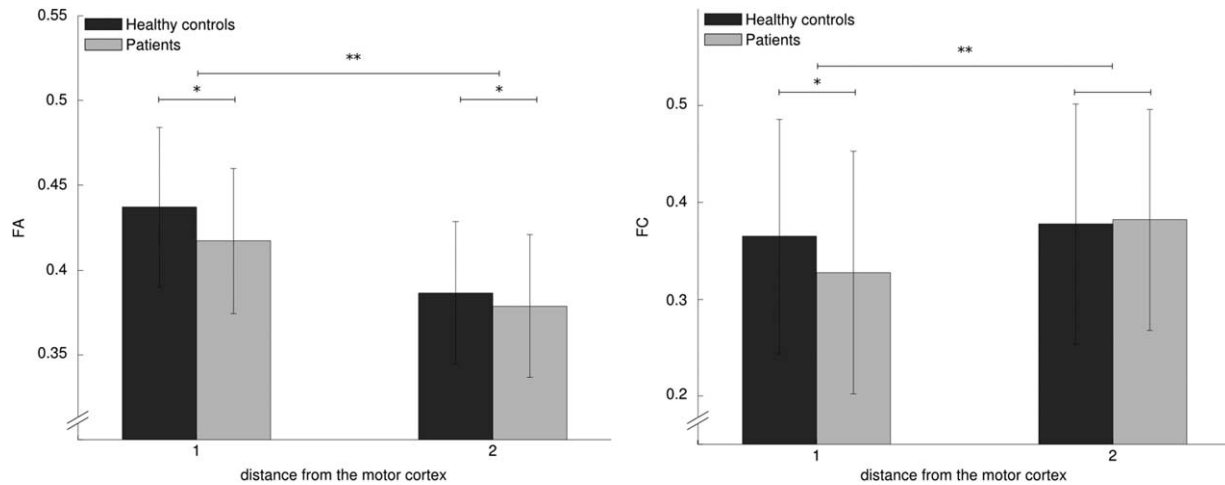 0.55
Healthy controls
Patients
**
0.5
*
*
0.45
FA
0.4
0.35
1
2
distance from the motor cortex
Healthy controls
Patients
**
0.5
*
0.4
FC
0.3
0.2
1
2
distance from the motor cortex